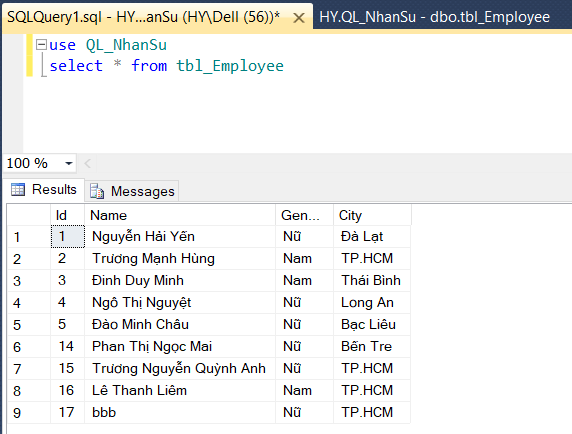 SQLQuery1.sql - HY...anSu (HY\Dell (56))* HY.QL_NhanSu - dbo.tbl_Employee
use QL_NhanSu
select * from tbl_Employee
100 %
Results Messages
Id Name Gen... City
1 1 Nguyễn Hải Yến Nữ Đà Lạt
2 2 Trương Mạnh Hùng Nam TP.HCM
3 3 Đinh Duy Minh Nam Thái Bình
4 4 Ngô Thị Nguyệt Nữ Long An
5 5 Đào Minh Châu Nữ Bạc Liêu
6 14 Phan Thị Ngọc Mai Nữ Bến Tre
7 15 Trương Nguyễn Quỳnh Anh Nữ TP.HCM
8 16 Lê Thanh Liêm Nam TP.HCM
9 17 bbb Nữ TP.HCM